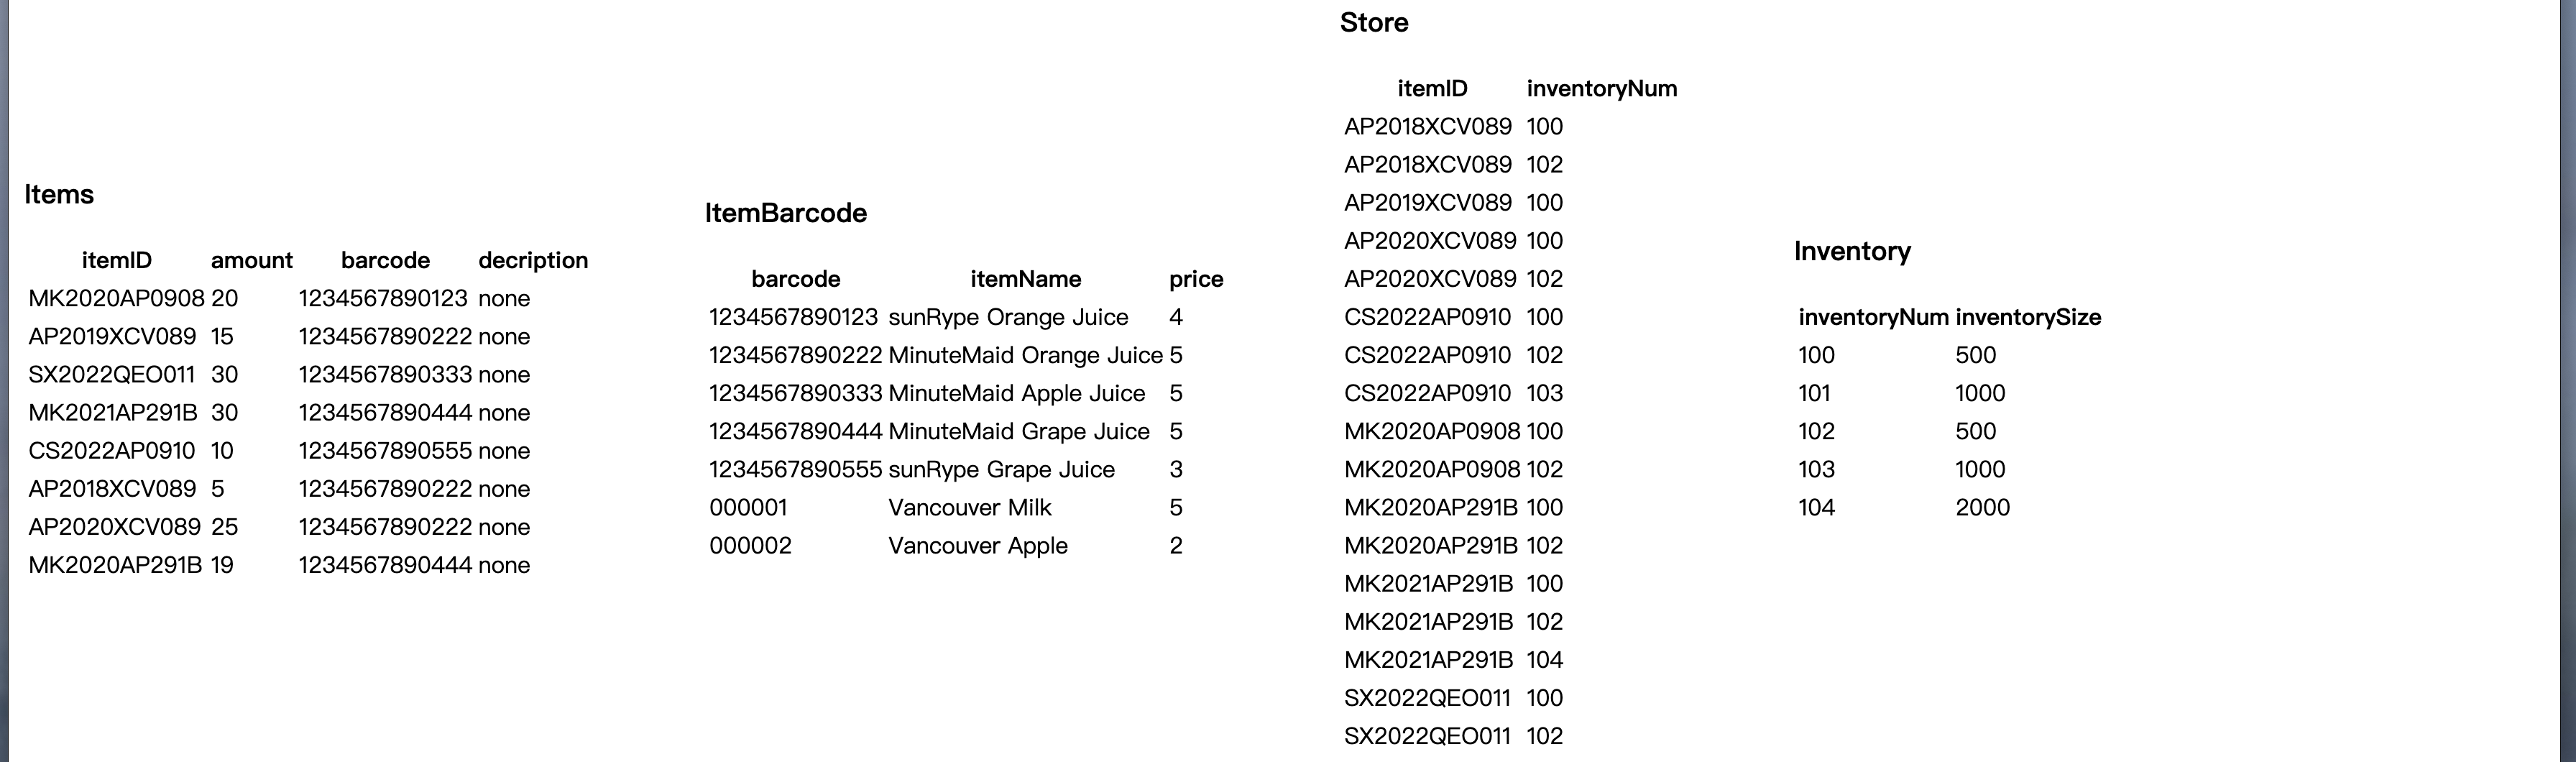 Items
itemID amount barcode decription
MK2020AP0908 20 1234567890123 none
AP2019XCV089 15 1234567890222 none
SX2022QEO011 30 1234567890333 none
MK2021AP291B 30 1234567890444 none
CS2022AP0910 10 1234567890555 none
AP2018XCV089 5 1234567890222 none
AP2020XCV089 25 1234567890222 none
MK2020AP291B 19 1234567890444 none
ItemBarcode
barcode itemName price
1234567890123 sunRype Orange Juice 4
1234567890222 MinuteMaid Orange Juice 5
1234567890333 MinuteMaid Apple Juice 5
1234567890444 MinuteMaid Grape Juice 5
1234567890555 sunRype Grape Juice 3
000001 Vancouver Milk 5
000002 Vancouver Apple 2
Store
itemID inventoryNum
AP2018XCV089 100
AP2018XCV089 102
AP2019XCV089 100
AP2020XCV089 100
AP2020XCV089 102
CS2022AP0910 100
CS2022AP0910 102
CS2022AP0910 103
MK2020AP0908 100
MK2020AP0908 102
MK2020AP291B 100
MK2020AP291B 102
MK2021AP291B 100
MK2021AP291B 102
MK2021AP291B 104
SX2022QEO011 100
SX2022QEO011 102
Inventory
inventoryNum inventorySize
100 500
101 1000
102 500
103 1000
104 2000